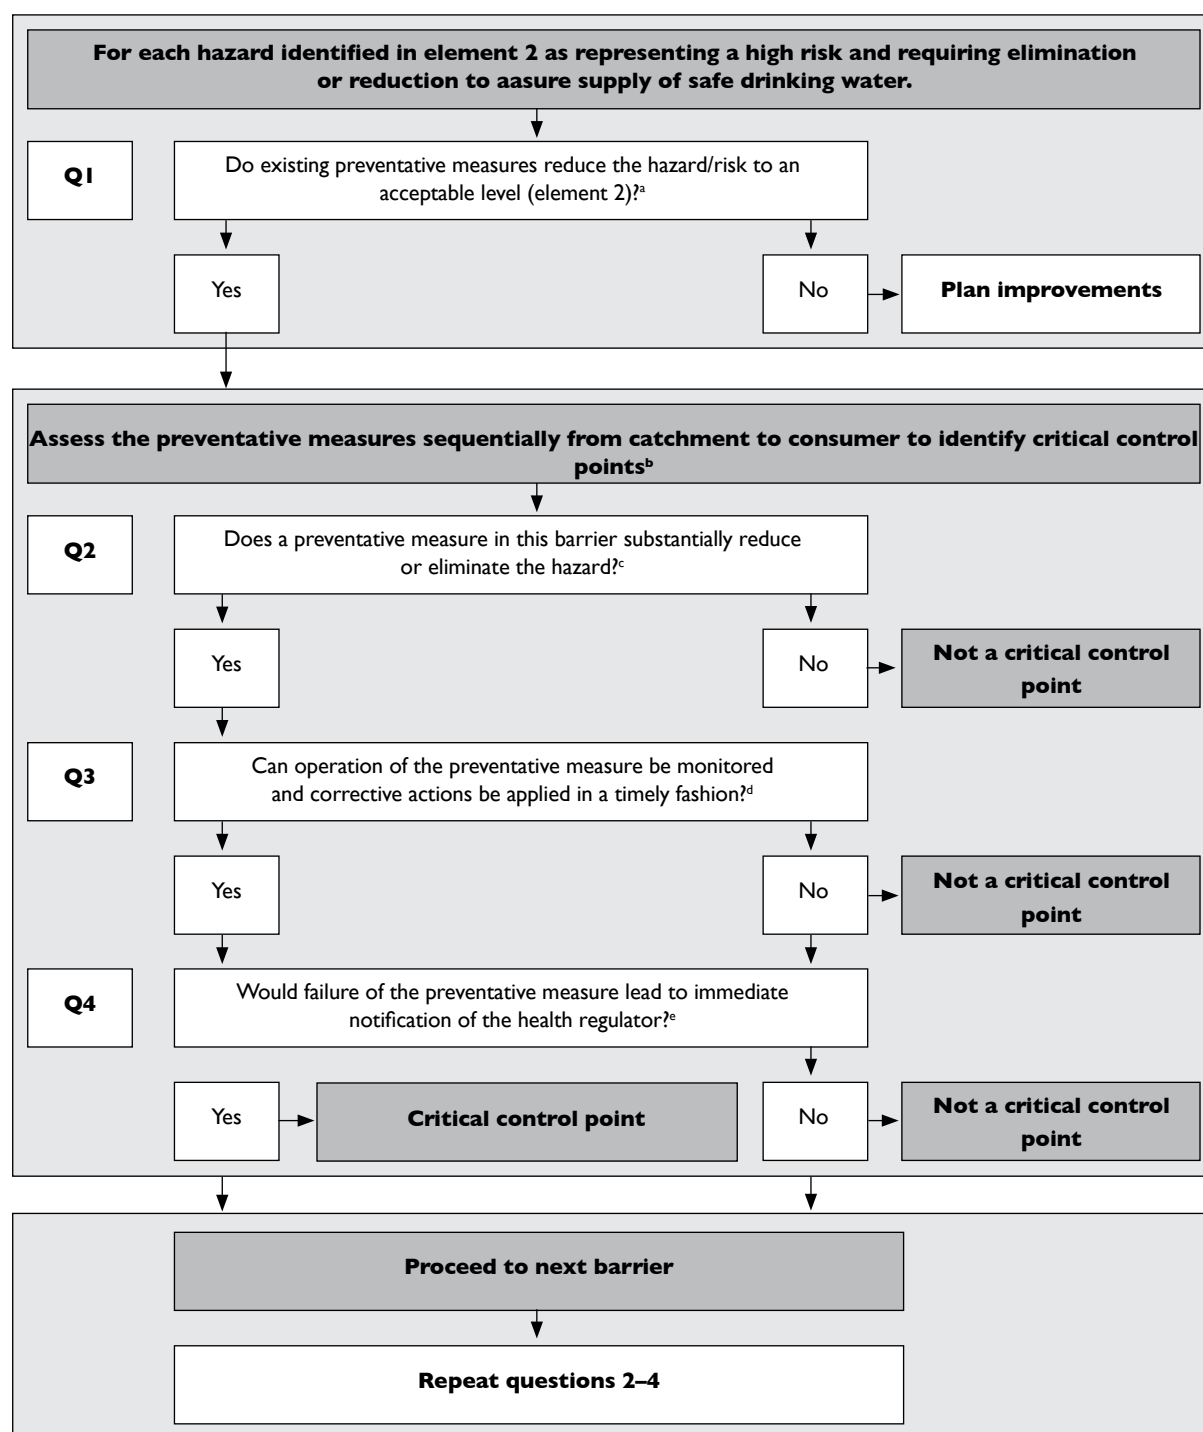 For each hazard identified in element 2 as representing a high risk and requiring elimination
or reduction to aasure supply of safe drinking water.
Q1
Do existing preventative measures reduce the hazard/risk to an
acceptable level (element 2)?ᵃ
Yes
No
Plan improvements
Assess the preventative measures sequentially from catchment to consumer to identify critical control
pointsᵇ
Q2
Does a preventative measure in this barrier substantially reduce
or eliminate the hazard?ᶜ
Yes
No
Not a critical control
point
Q3
Can operation of the preventative measure be monitored
and corrective actions be applied in a timely fashion?ᵈ
Yes
No
Not a critical control
point
Q4
Would failure of the preventative measure lead to immediate
notification of the health regulator?ᵉ
Yes
Critical control point
No
Not a critical control
point
Proceed to next barrier
Repeat questions 2–4